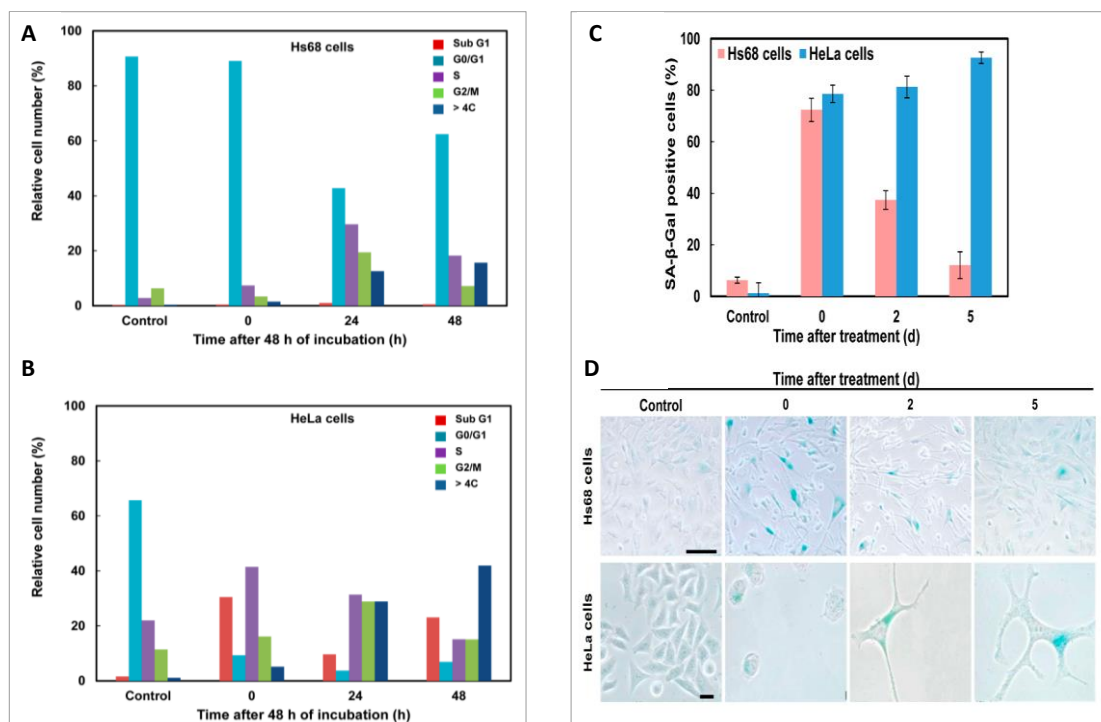 A
Hs68 cells
Sub G1
G0/G1
S
G2/M
> 4C
Relative cell number (%)
100
80
60
40
20
0
Control 0 24 48
Time after 48 h of incubation (h)
B
HeLa cells
Sub G1
G0/G1
S
G2/M
> 4C
Relative cell number (%)
100
80
60
40
20
0
Control 0 24 48
Time after 48 h of incubation (h)
C
Hs68 cells HeLa cells
SA-β-Gal positive cells (%)
100
80
60
40
20
0
Control 0 2 5
Time after treatment (d)
D
Time after treatment (d)
Control 0 2 5
Hs68 cells
HeLa cells